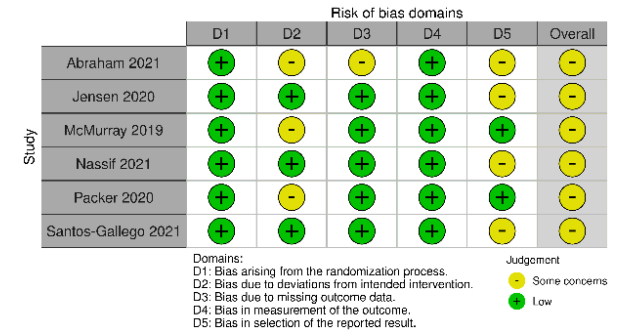 Risk of bias domains
D1 D2 D3 D4 D5 Overall
Study
Abraham 2021 + - - + - -
Jensen 2020 + + + + - -
McMurray 2019 + - + + + -
Nassif 2021 + + + + - -
Packer 2020 + - + + + -
Santos-Gallego 2021 + + + + - -
Domains:
D1: Bias arising from the randomization process.
D2: Bias due to deviations from intended intervention.
D3: Bias due to missing outcome data.
D4: Bias in measurement of the outcome.
D5: Bias in selection of the reported result.
Judgement
- Some concerns
+ Low